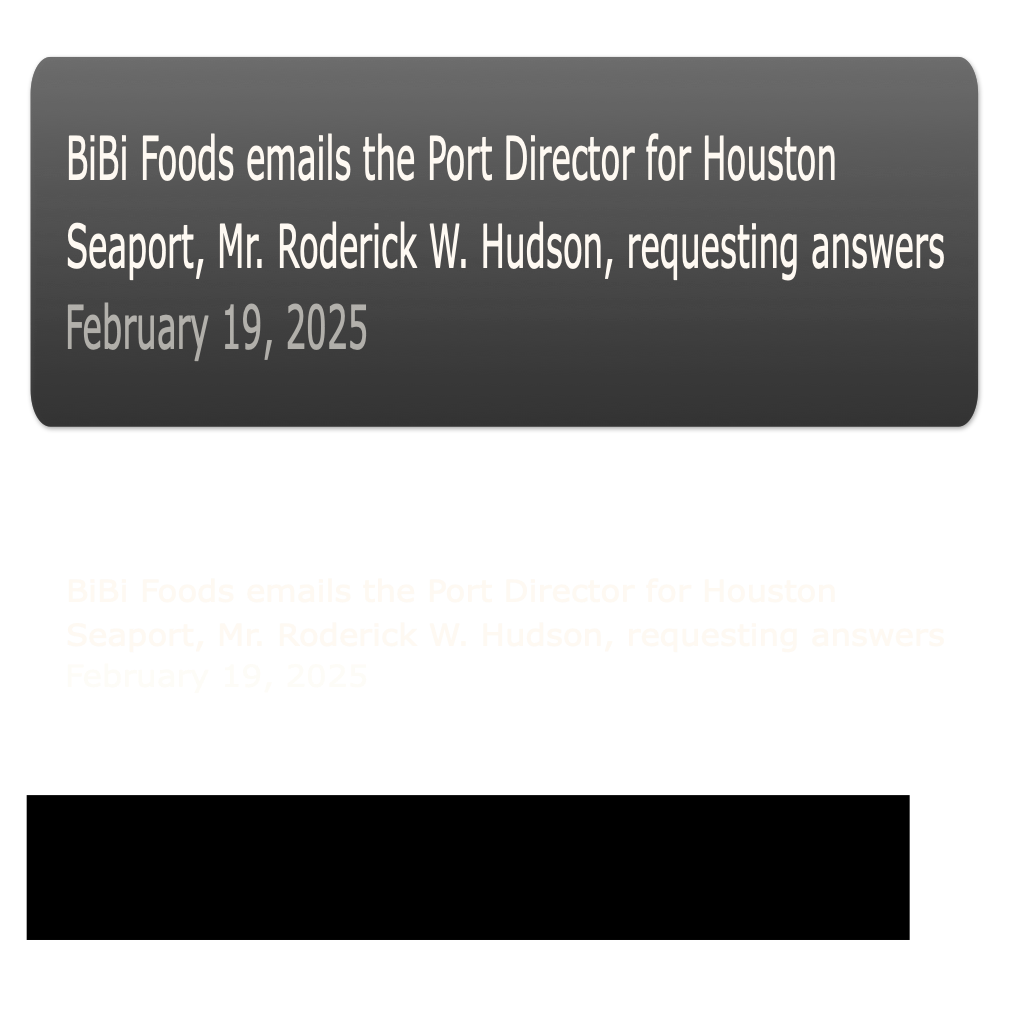 BiBi Foods emails the Port Director for Houston
Seaport, Mr. Roderick W. Hudson, requesting answers
February 19, 2025
BiBi Foods emails the Port Director for Houston
Seaport, Mr. Roderick W. Hudson, requesting answers
February 19, 2025